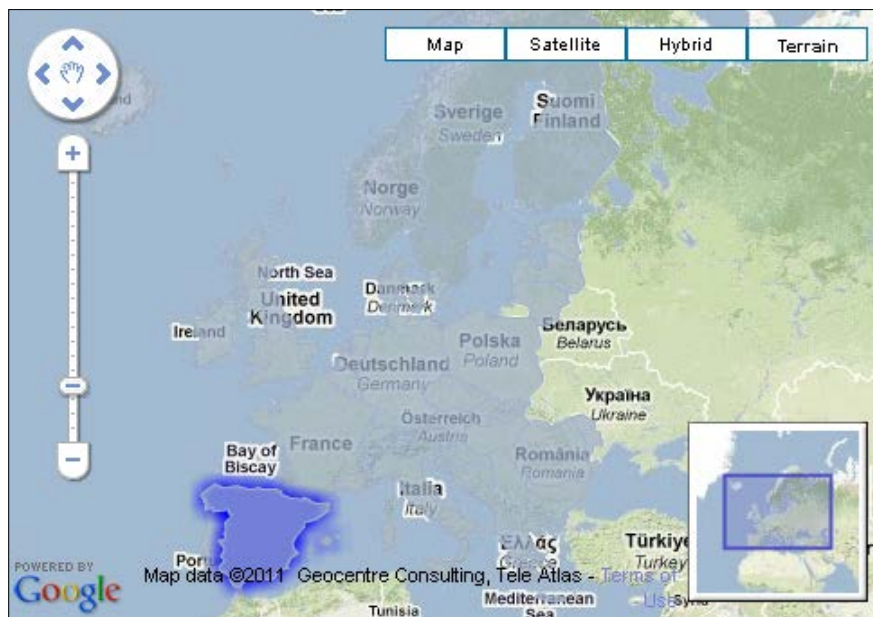 Map
Satellite
Hybrid
Terrain
Sverige
Sweden
Suomi
Finland
Norge
Norway
North Sea
United
Kingdom
Danmark
Denmark
Ireland
Беларусь
Belarus
Polska
Poland
Deutschland
Germany
Україна
Ukraine
Österreich
Austria
Bay of
Biscay
France
România
Romania
Italia
Italy
Ελλάς
Greece
Türkiye
Turkey
POWERED BY
Google
Map data ©2011 Geocentre Consulting, Tele Atlas - Terms of
Use
Mediterranean
Sea
Tunisia